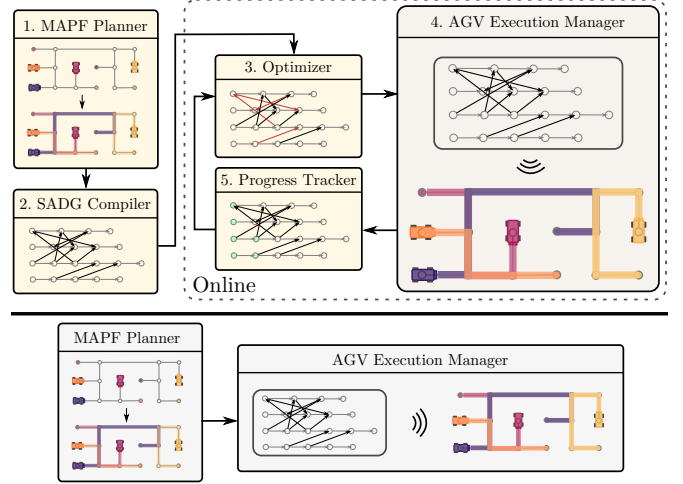 1. MAPF Planner
4. AGV Execution Manager
3. Optimizer
5. Progress Tracker
2. SADG Compiler
Online
MAPF Planner
AGV Execution Manager